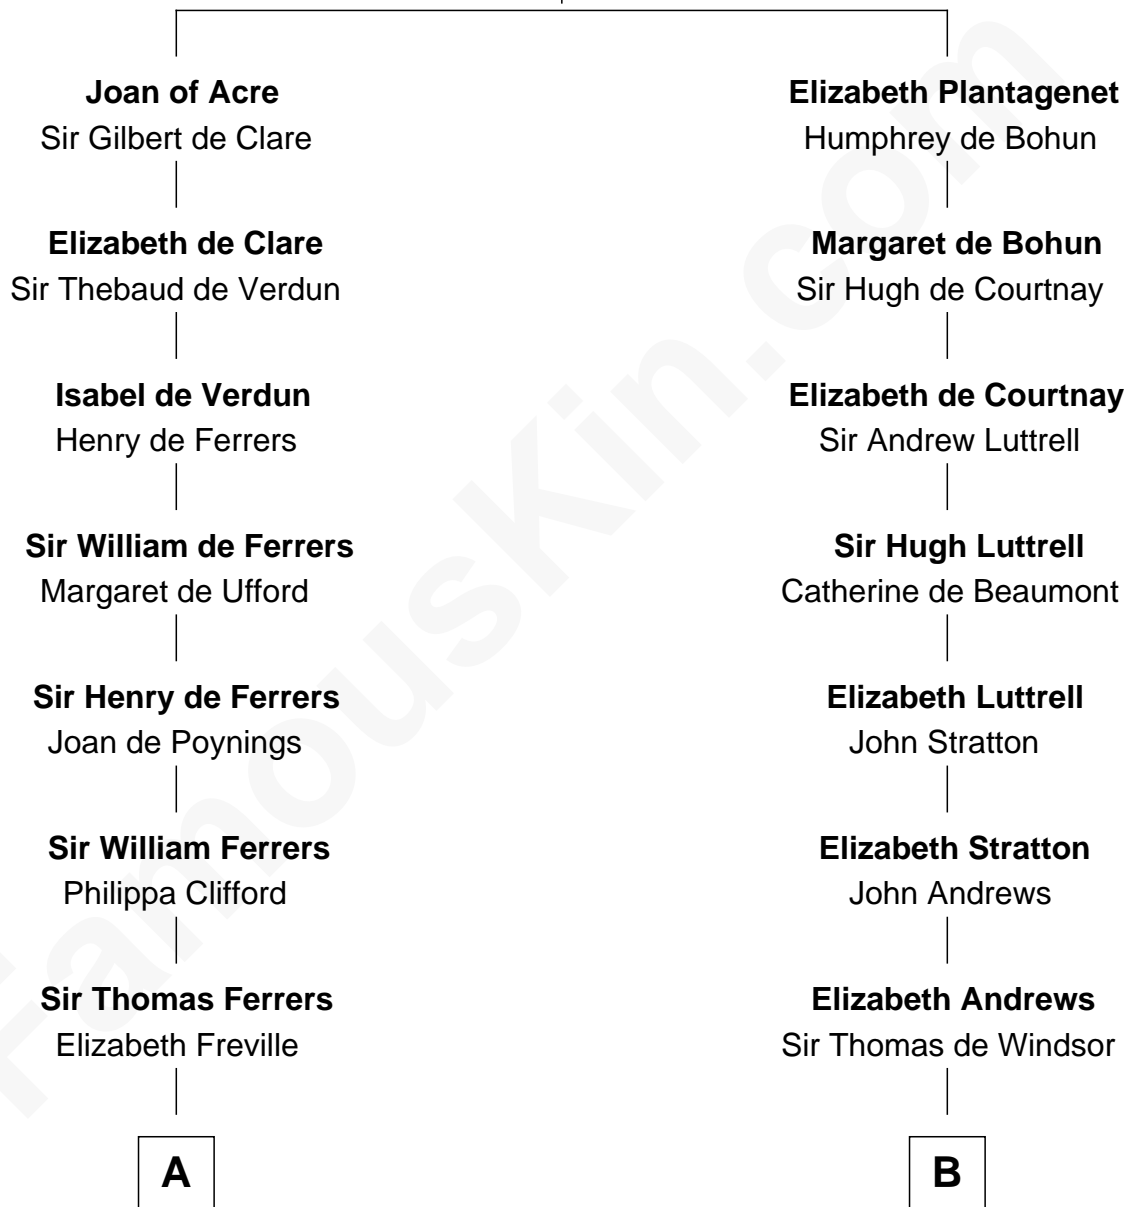 Joan of Acre
Sir Gilbert de Clare
Elizabeth de Clare
Sir Thebaud de Verdun
Isabel de Verdun
Henry de Ferrers
Sir William de Ferrers
Margaret de Ufford
Sir Henry de Ferrers
Joan de Poynings
Sir William Ferrers
Philippa Clifford
Sir Thomas Ferrers
Elizabeth Freville
A
Elizabeth Plantagenet
Humphrey de Bohun
Margaret de Bohun
Sir Hugh de Courtnay
Elizabeth de Courtnay
Sir Andrew Luttrell
Sir Hugh Luttrell
Catherine de Beaumont
Elizabeth Luttrell
John Stratton
Elizabeth Stratton
John Andrews
Elizabeth Andrews
Sir Thomas de Windsor
B
FamousKin.com